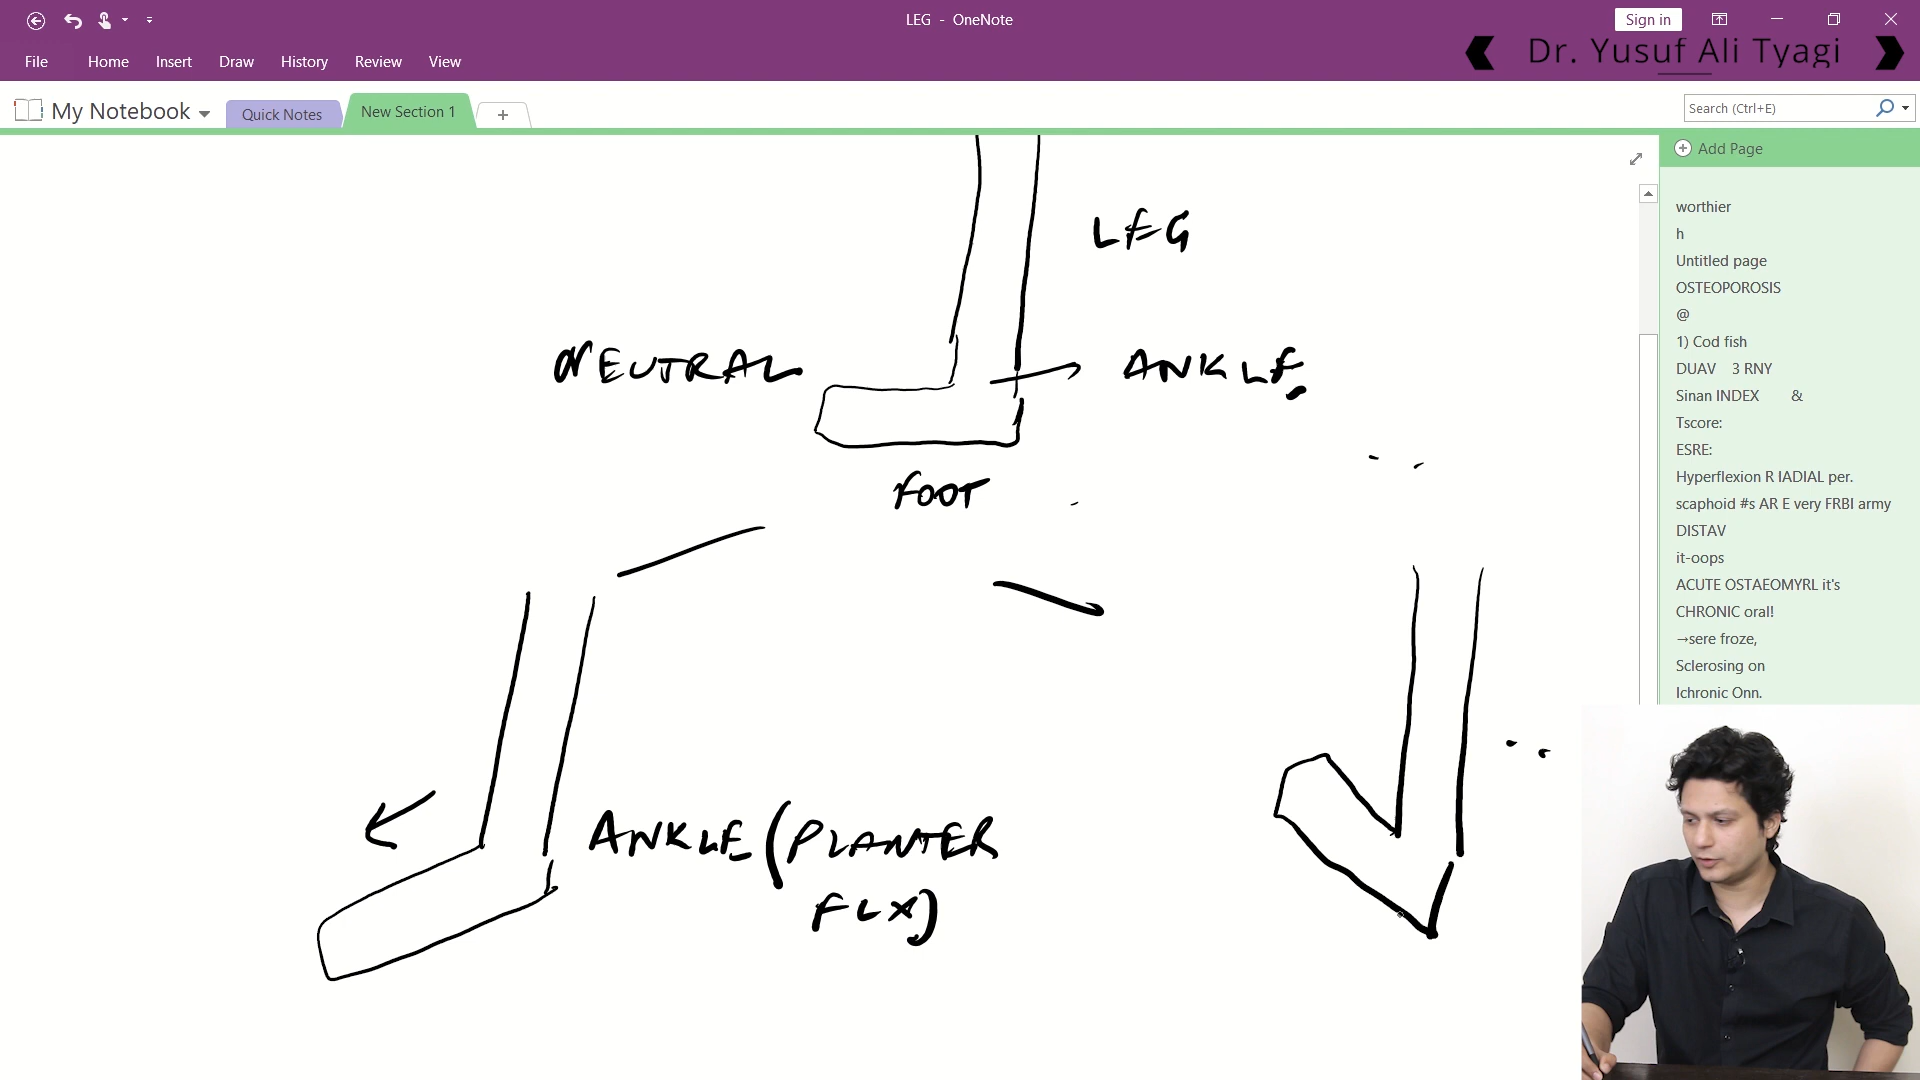 LEG - OneNote
Sign in
File Home Insert Draw History Review View
Dr. Yusuf Ali Tyagi
My Notebook Quick Notes New Section 1 +
Search (Ctrl+E)
Add Page
worthier
h
Untitled page
OSTEOPOROSIS
@
1) Cod fish
DUAV 3 RNY
Sinan INDEX &
Tscore:
ESRE:
Hyperflexion R IADIAL per.
scaphoid #s AR E very FRBI army
DISTAV
it-oops
ACUTE OSTAEOMYRL it's
CHRONIC oral!
→sere froze,
Sclerosing on
Ichronic Onn.
LEG
NEUTRAL
ANKLE
FOOT
ANKLE (PLANTER
FLX)